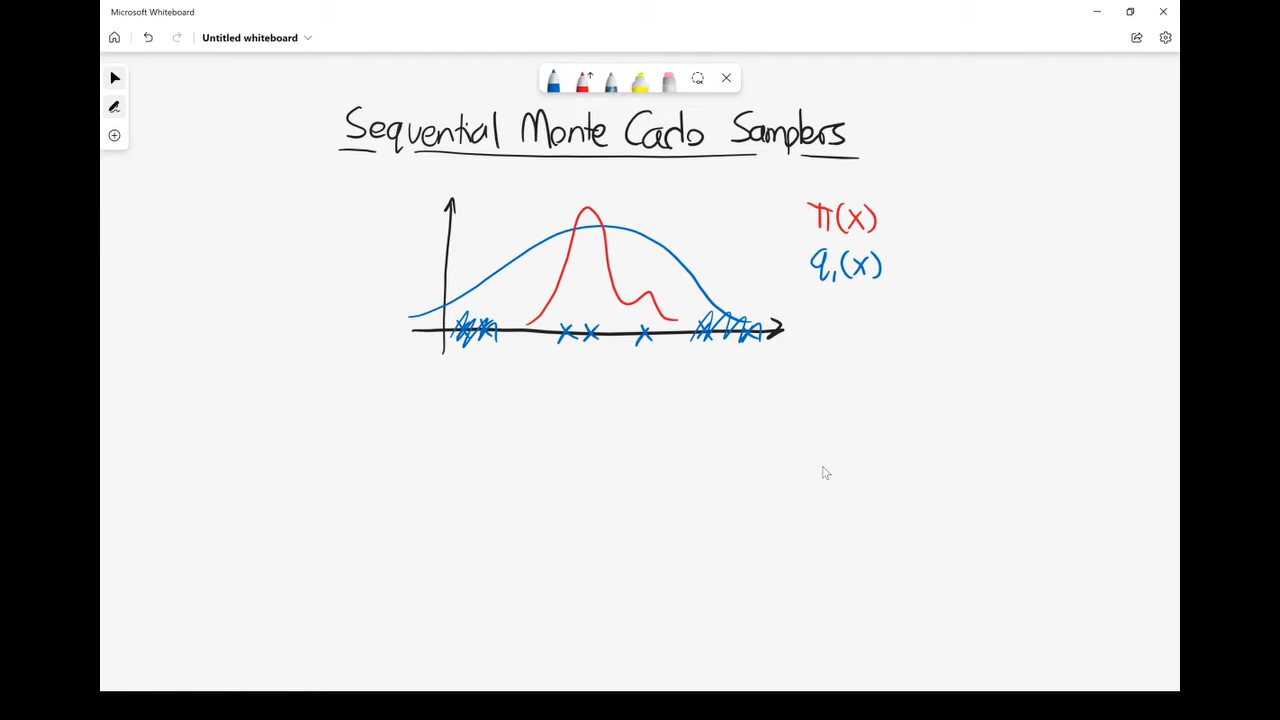 Microsoft Whiteboard
Untitled whiteboard
Sequential Monte Carlo Samplers
π(x)
q₁(x)